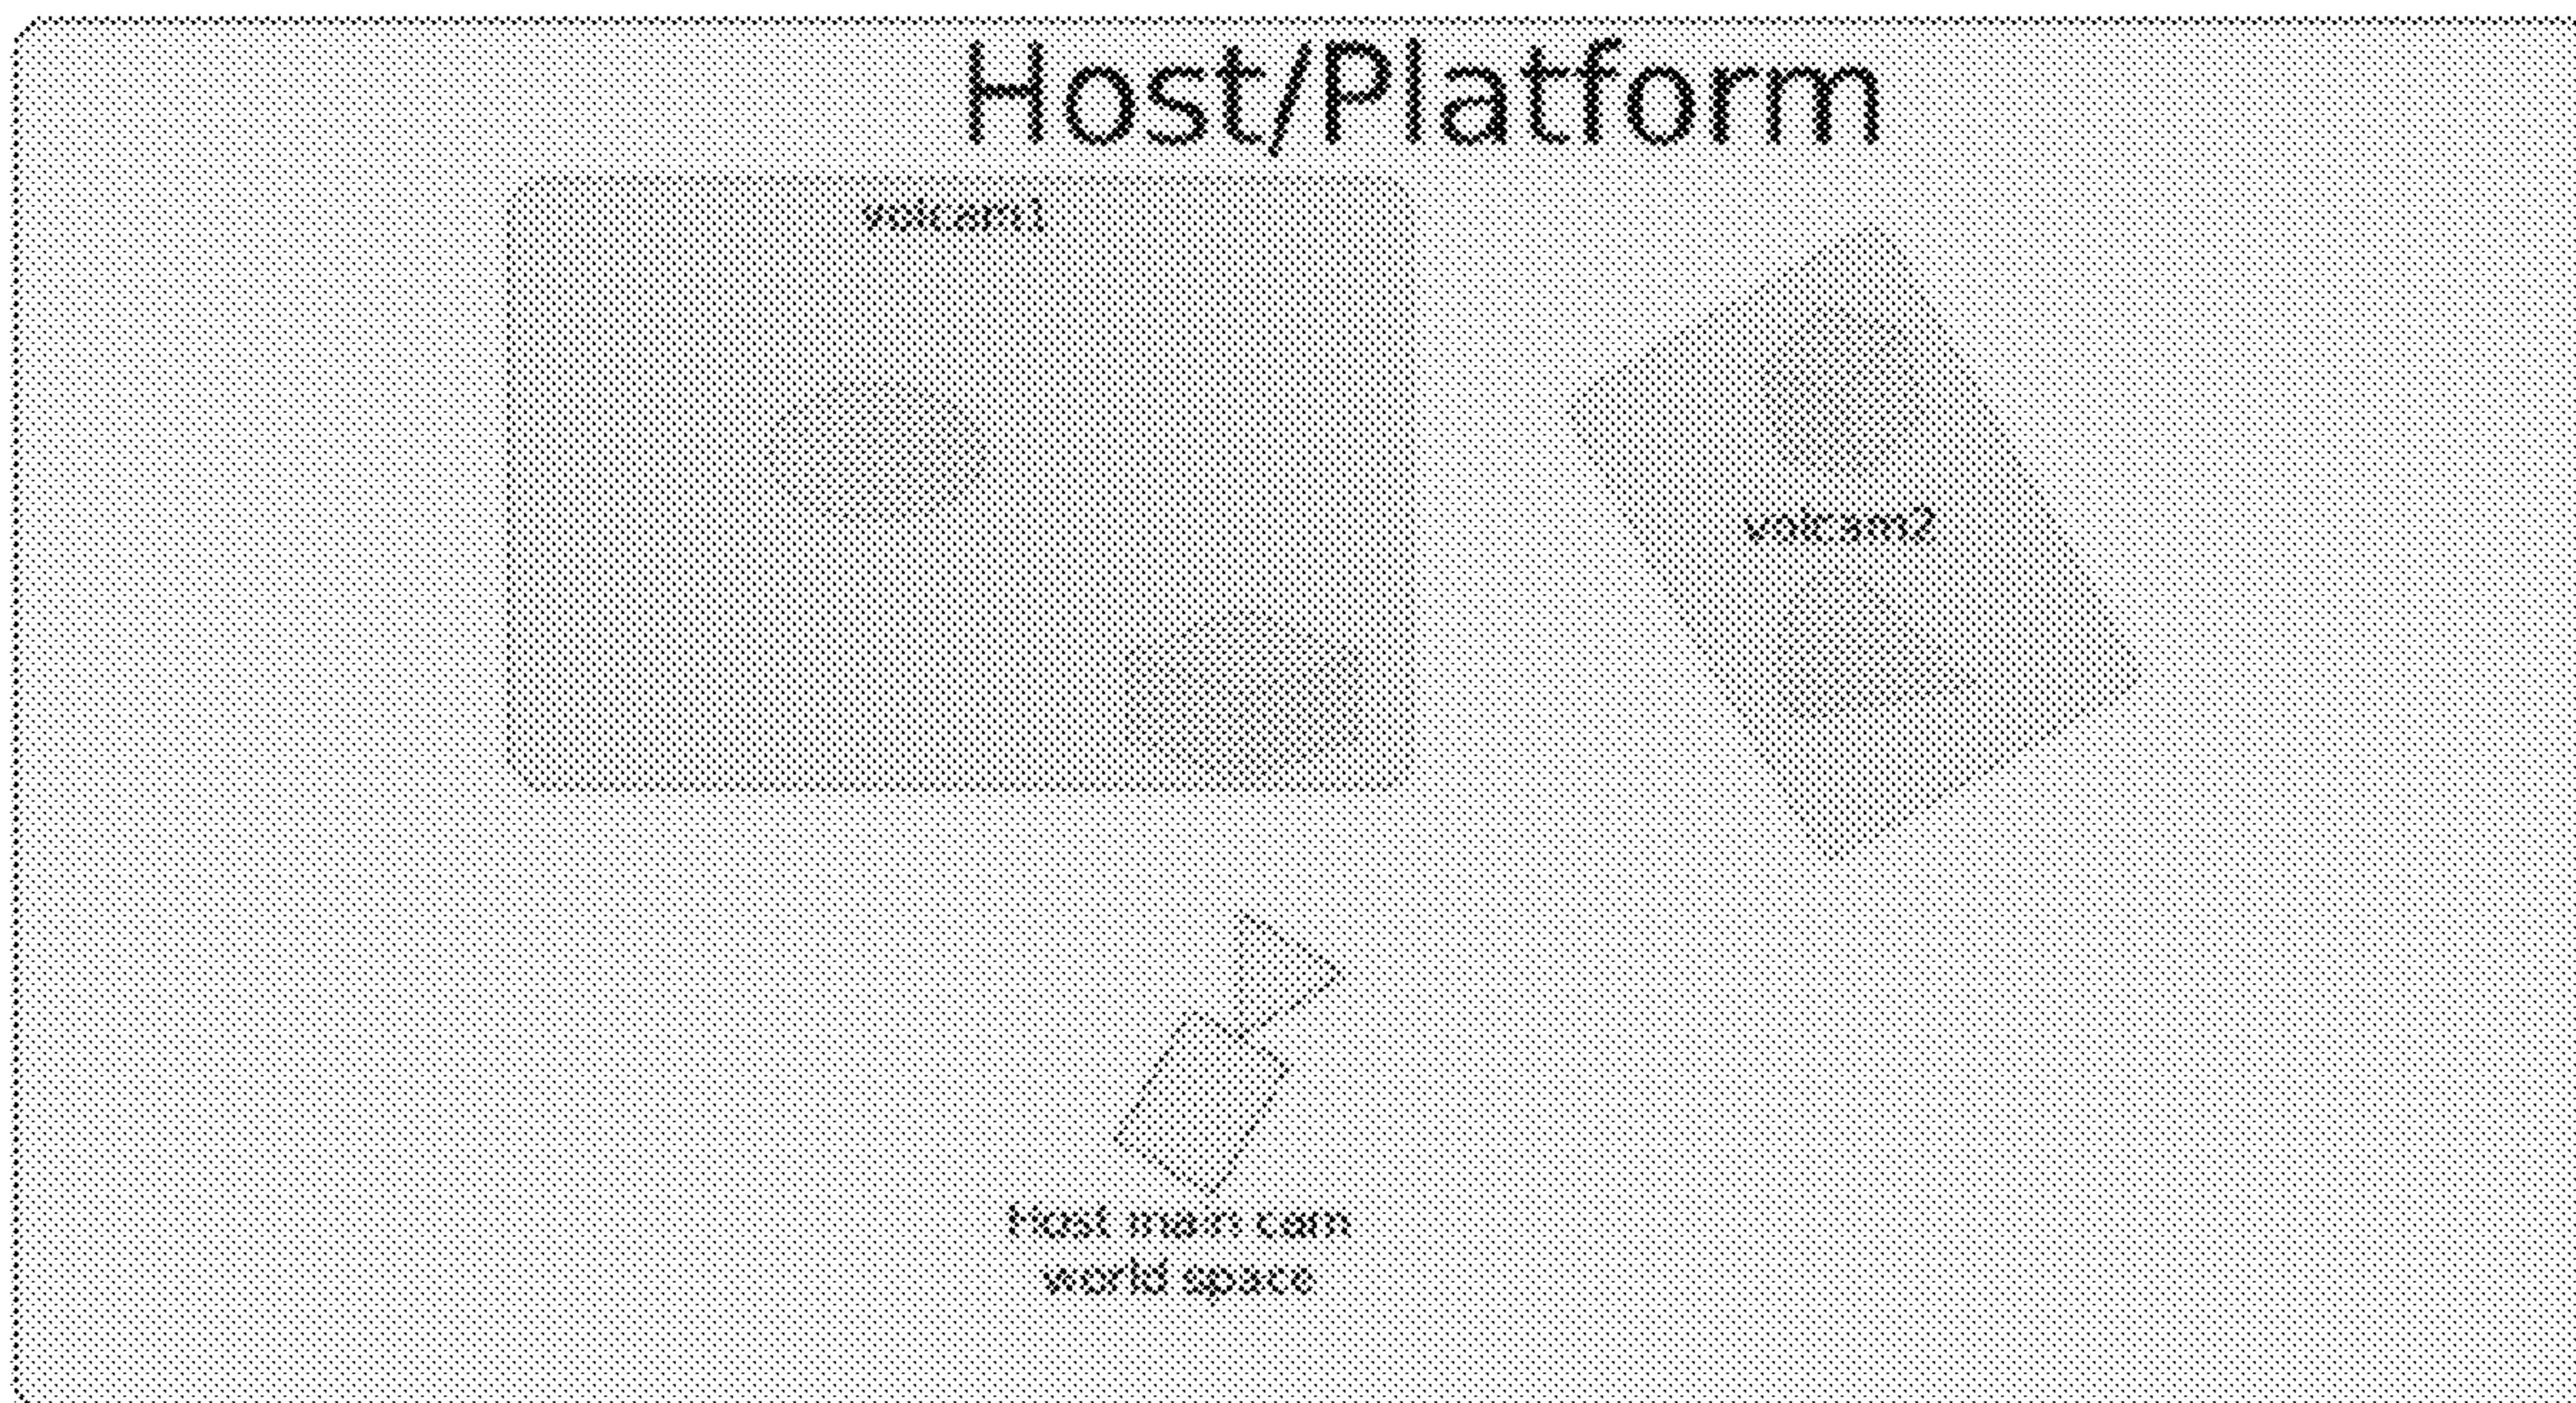 Host/Platform
volcam1
volcam2
Host main cam
world space